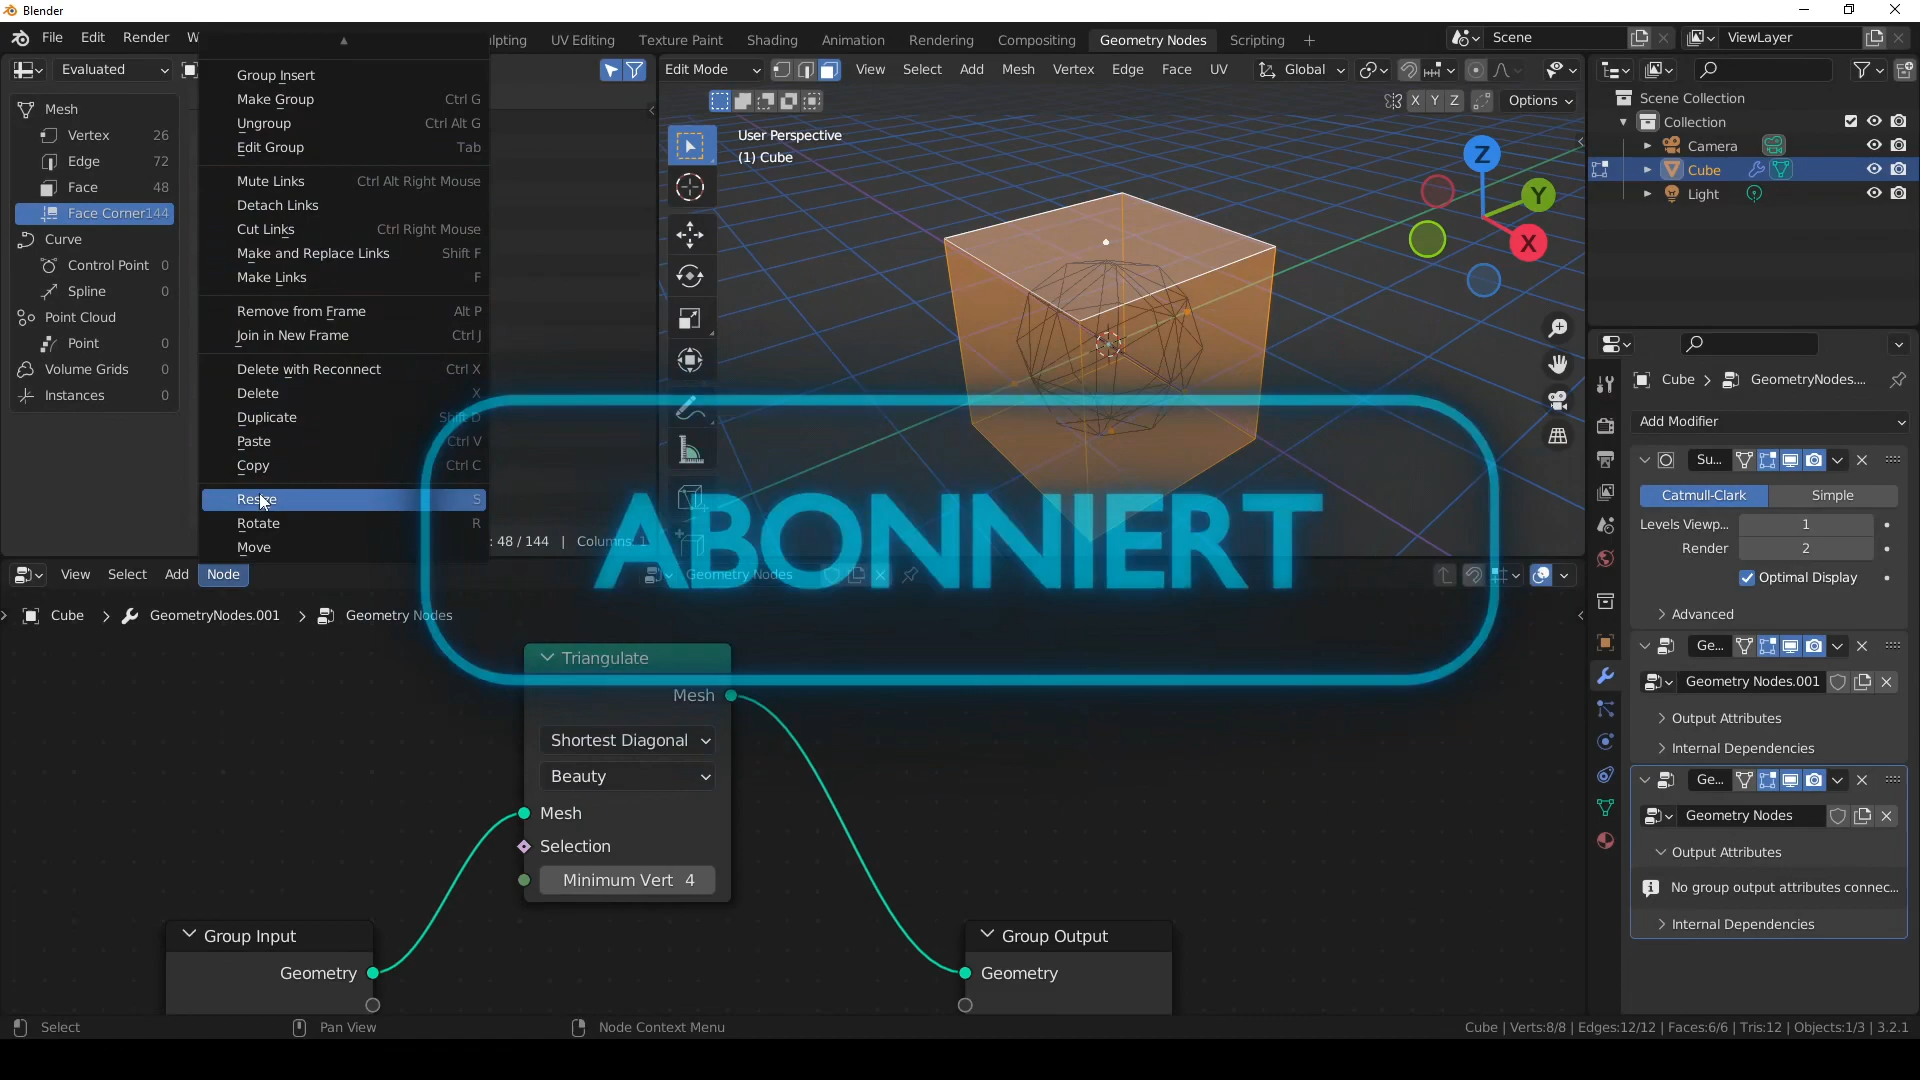 Blender
File Edit Render W
lpting UV Editing Texture Paint Shading Animation Rendering Compositing Geometry Nodes Scripting +
Scene
ViewLayer
Evaluated
Mesh
Vertex 26
Edge 72
Face 48
Face Corner 144
Curve
Control Point 0
Spline 0
Point Cloud
Point 0
Volume Grids 0
Instances 0
Group Insert
Make Group Ctrl G
Ungroup Ctrl Alt G
Edit Group Tab
Mute Links Ctrl Alt Right Mouse
Detach Links
Cut Links Ctrl Right Mouse
Make and Replace Links Shift F
Make Links F
Remove from Frame Alt P
Join in New Frame Ctrl J
Delete with Reconnect Ctrl X
Delete X
Duplicate Shift D
Paste Ctrl V
Copy Ctrl C
Resize S
Rotate R
Move
: 48 / 144 | Columns: 1
Edit Mode View Select Add Mesh Vertex Edge Face UV Global
X Y Z Options
User Perspective
(1) Cube
Z
Y
X
ABONNIERT
View Select Add Node
Geometry Nodes
Cube > GeometryNodes.001 > Geometry Nodes
Triangulate
Mesh
Shortest Diagonal
Beauty
Mesh
Selection
Minimum Vert 4
Group Input
Geometry
Group Output
Geometry
Scene Collection
Collection
Camera
Cube
Light
Cube > GeometryNodes....
Add Modifier
Su...
Catmull-Clark Simple
Levels Viewp... 1
Render 2
Optimal Display
Advanced
Ge...
Geometry Nodes.001
Output Attributes
Internal Dependencies
Ge...
Geometry Nodes
Output Attributes
No group output attributes connec...
Internal Dependencies
Select Pan View Node Context Menu
Cube | Verts:8/8 | Edges:12/12 | Faces:6/6 | Tris:12 | Objects:1/3 | 3.2.1